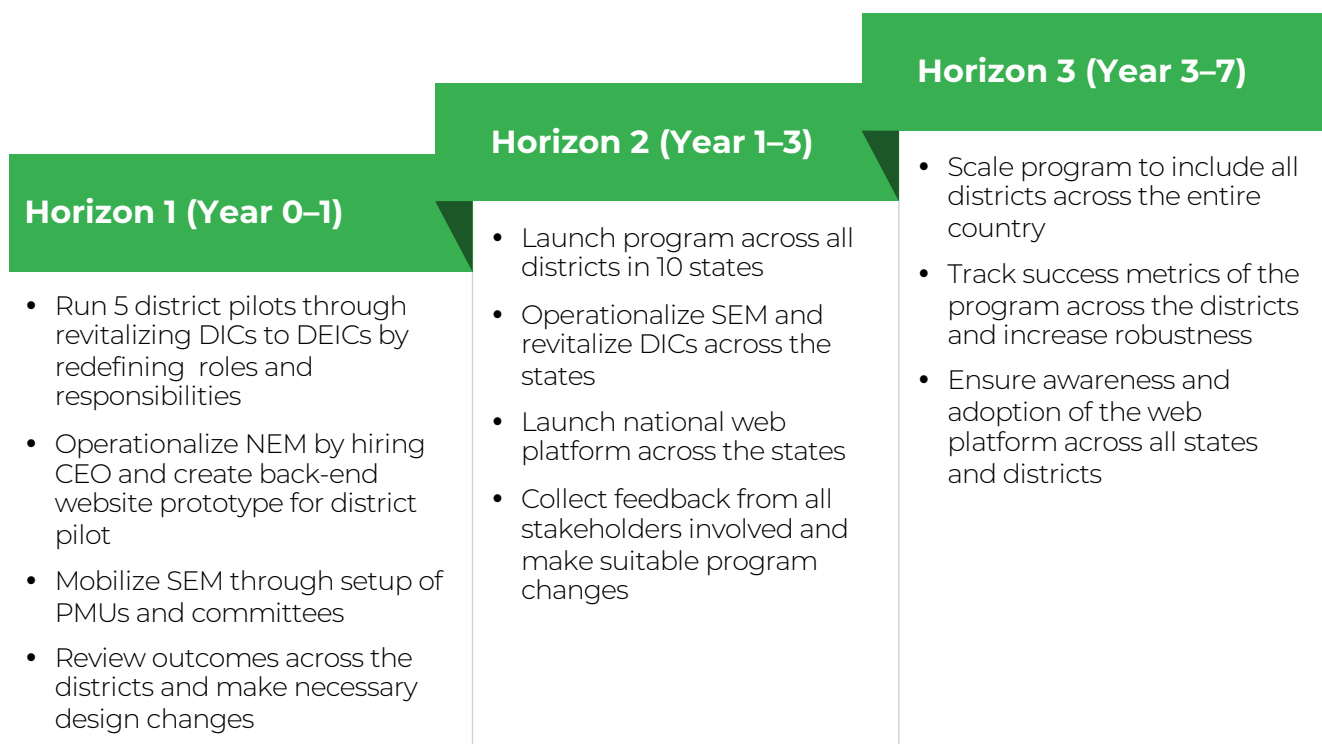 Horizon 1 (Year 0–1)
• Run 5 district pilots through
revitalizing DICs to DEICs by
redefining  roles and
responsibilities
• Operationalize NEM by hiring
CEO and create back-end
website prototype for district
pilot
• Mobilize SEM through setup of
PMUs and committees
• Review outcomes across the
districts and make necessary
design changes
Horizon 2 (Year 1–3)
• Launch program across all
districts in 10 states
• Operationalize SEM and
revitalize DICs across the
states
• Launch national web
platform across the states
• Collect feedback from all
stakeholders involved and
make suitable program
changes
Horizon 3 (Year 3–7)
• Scale program to include all
districts across the entire
country
• Track success metrics of the
program across the districts
and increase robustness
• Ensure awareness and
adoption of the web
platform across all states
and districts